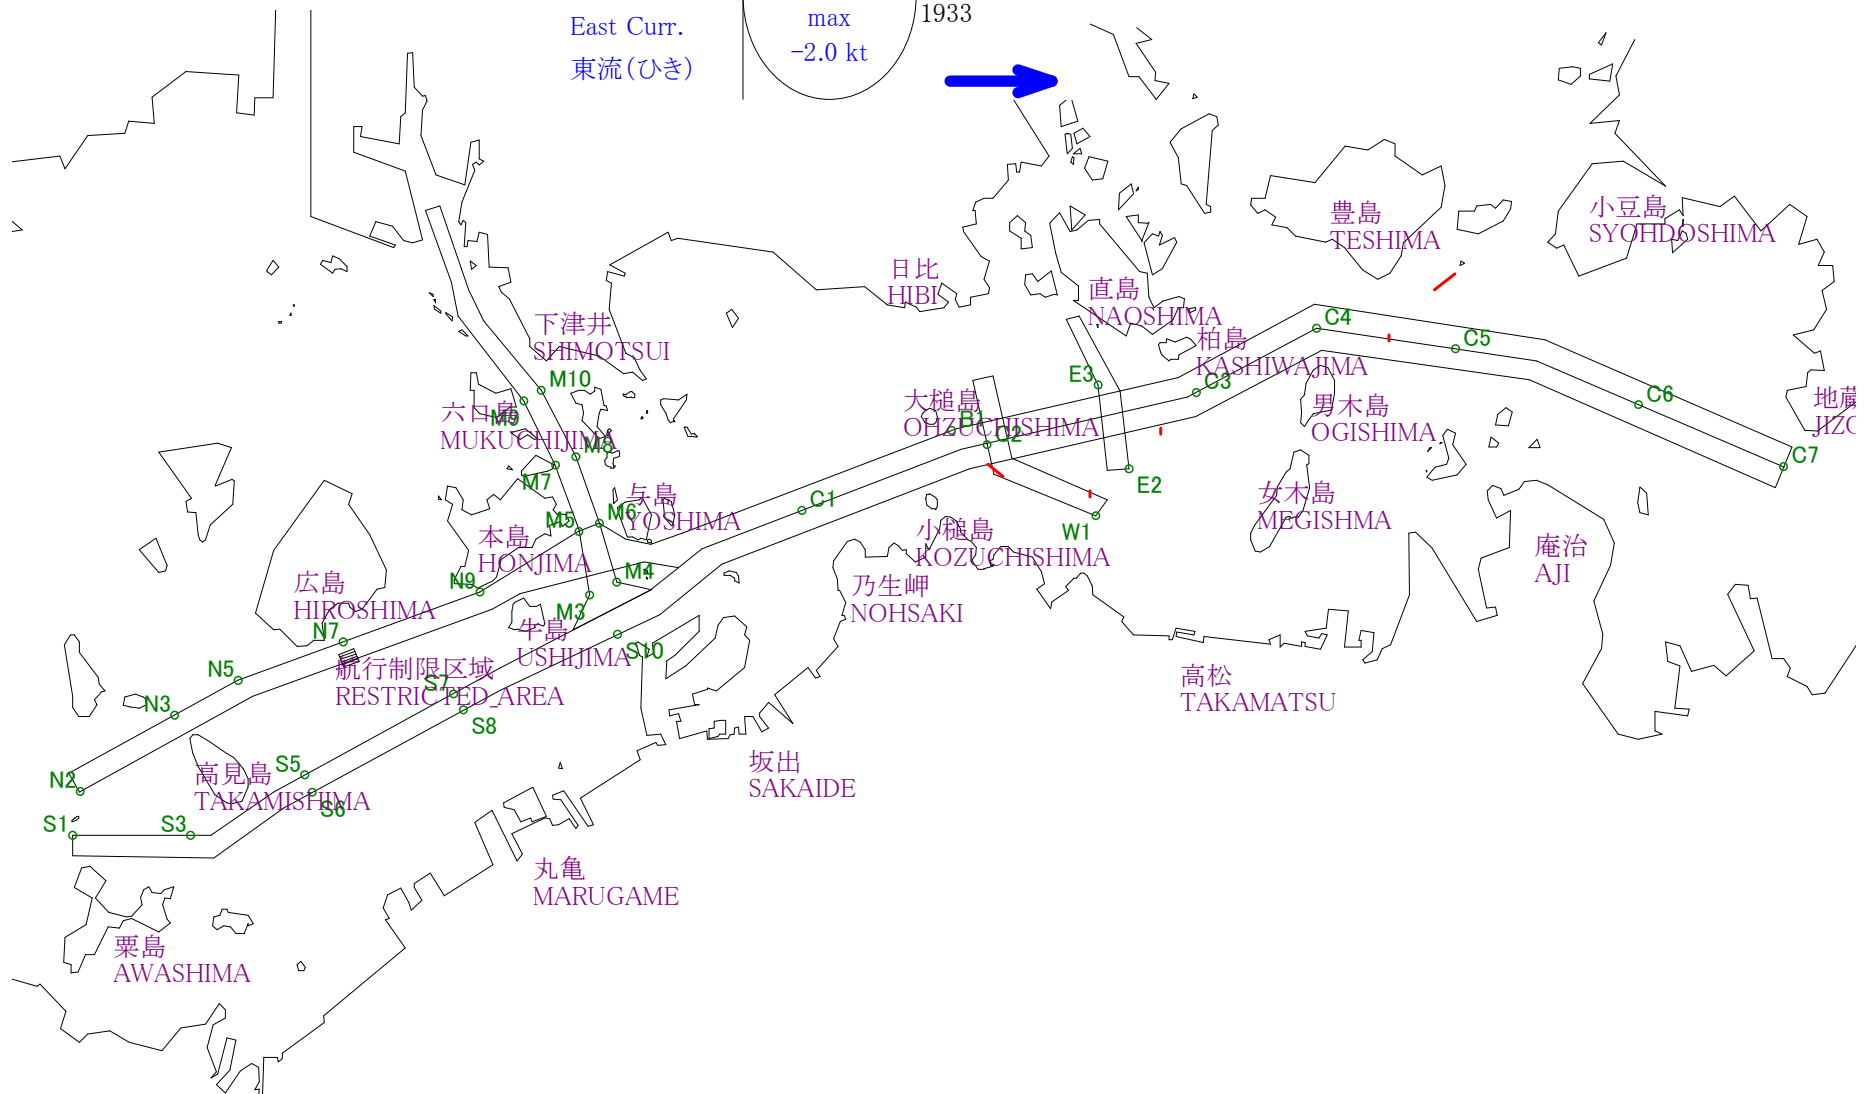 1933
East Curr.
max
東流(ひき)
-2.0 kt
豊島
TESHIMA
小豆島
SYOHDOSHIMA
日比
HIBI
直島
NAOSHIMA
下津井
SHIMOTSUI
柏島
KASHIWAJIMA
C4
C5
M10
E3
C3
C6
六口島
MUKUCHIJIMA
M9
大槌島
OHZUCHISHIMA
B1
C2
男木島
OGISHIMA
地蔵
JIZO
M8
C7
M7
E2
与島
YOSHIMA
C1
女木島
MEGISHMA
M5
M6
W1
本島
HONJIMA
小槌島
KOZUCHISHIMA
庵治
AJI
広島
HIROSHIMA
N9
M4
M3
乃生岬
NOHSAKI
N7
牛島
USHIJIMA
S10
N5
航行制限区域
RESTRICTED_AREA
S7
高松
TAKAMATSU
N3
S8
N2
高見島
TAKAMISHIMA
S5
S6
坂出
SAKAIDE
S1
S3
丸亀
MARUGAME
粟島
AWASHIMA